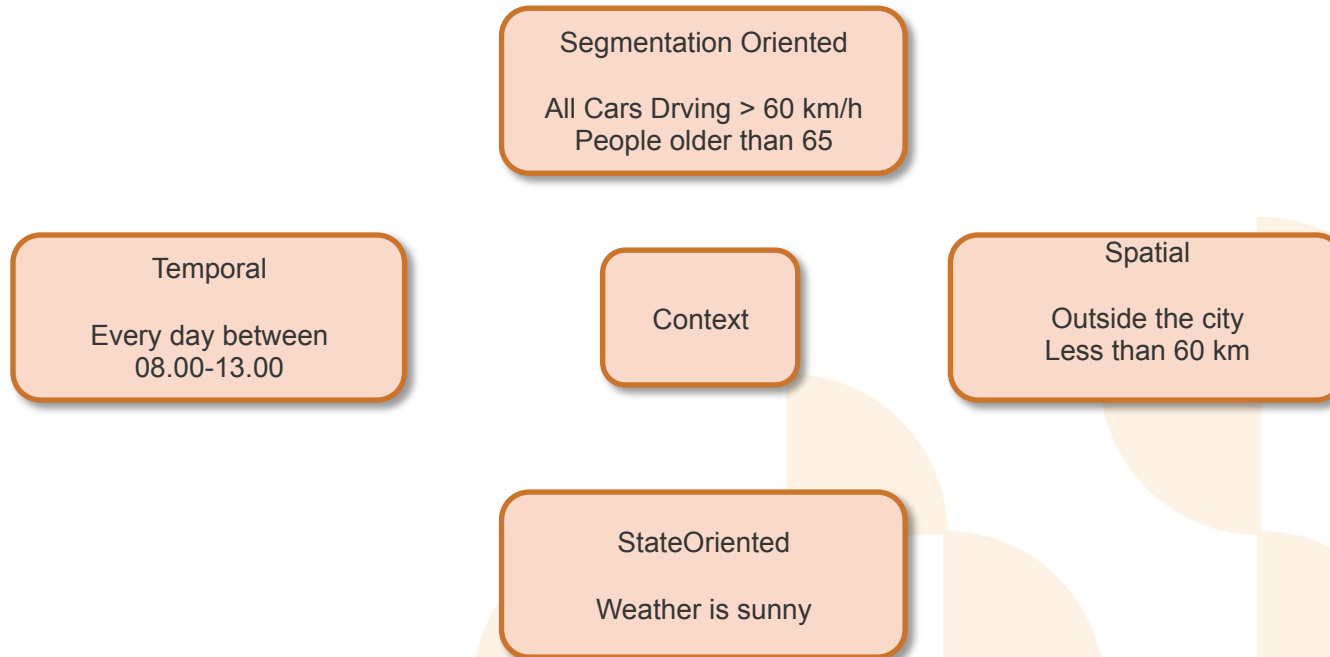 Segmentation Oriented
All Cars Drving > 60 km/h
People older than 65
Temporal
Every day between
08.00-13.00
Context
Spatial
Outside the city
Less than 60 km
StateOriented
Weather is sunny